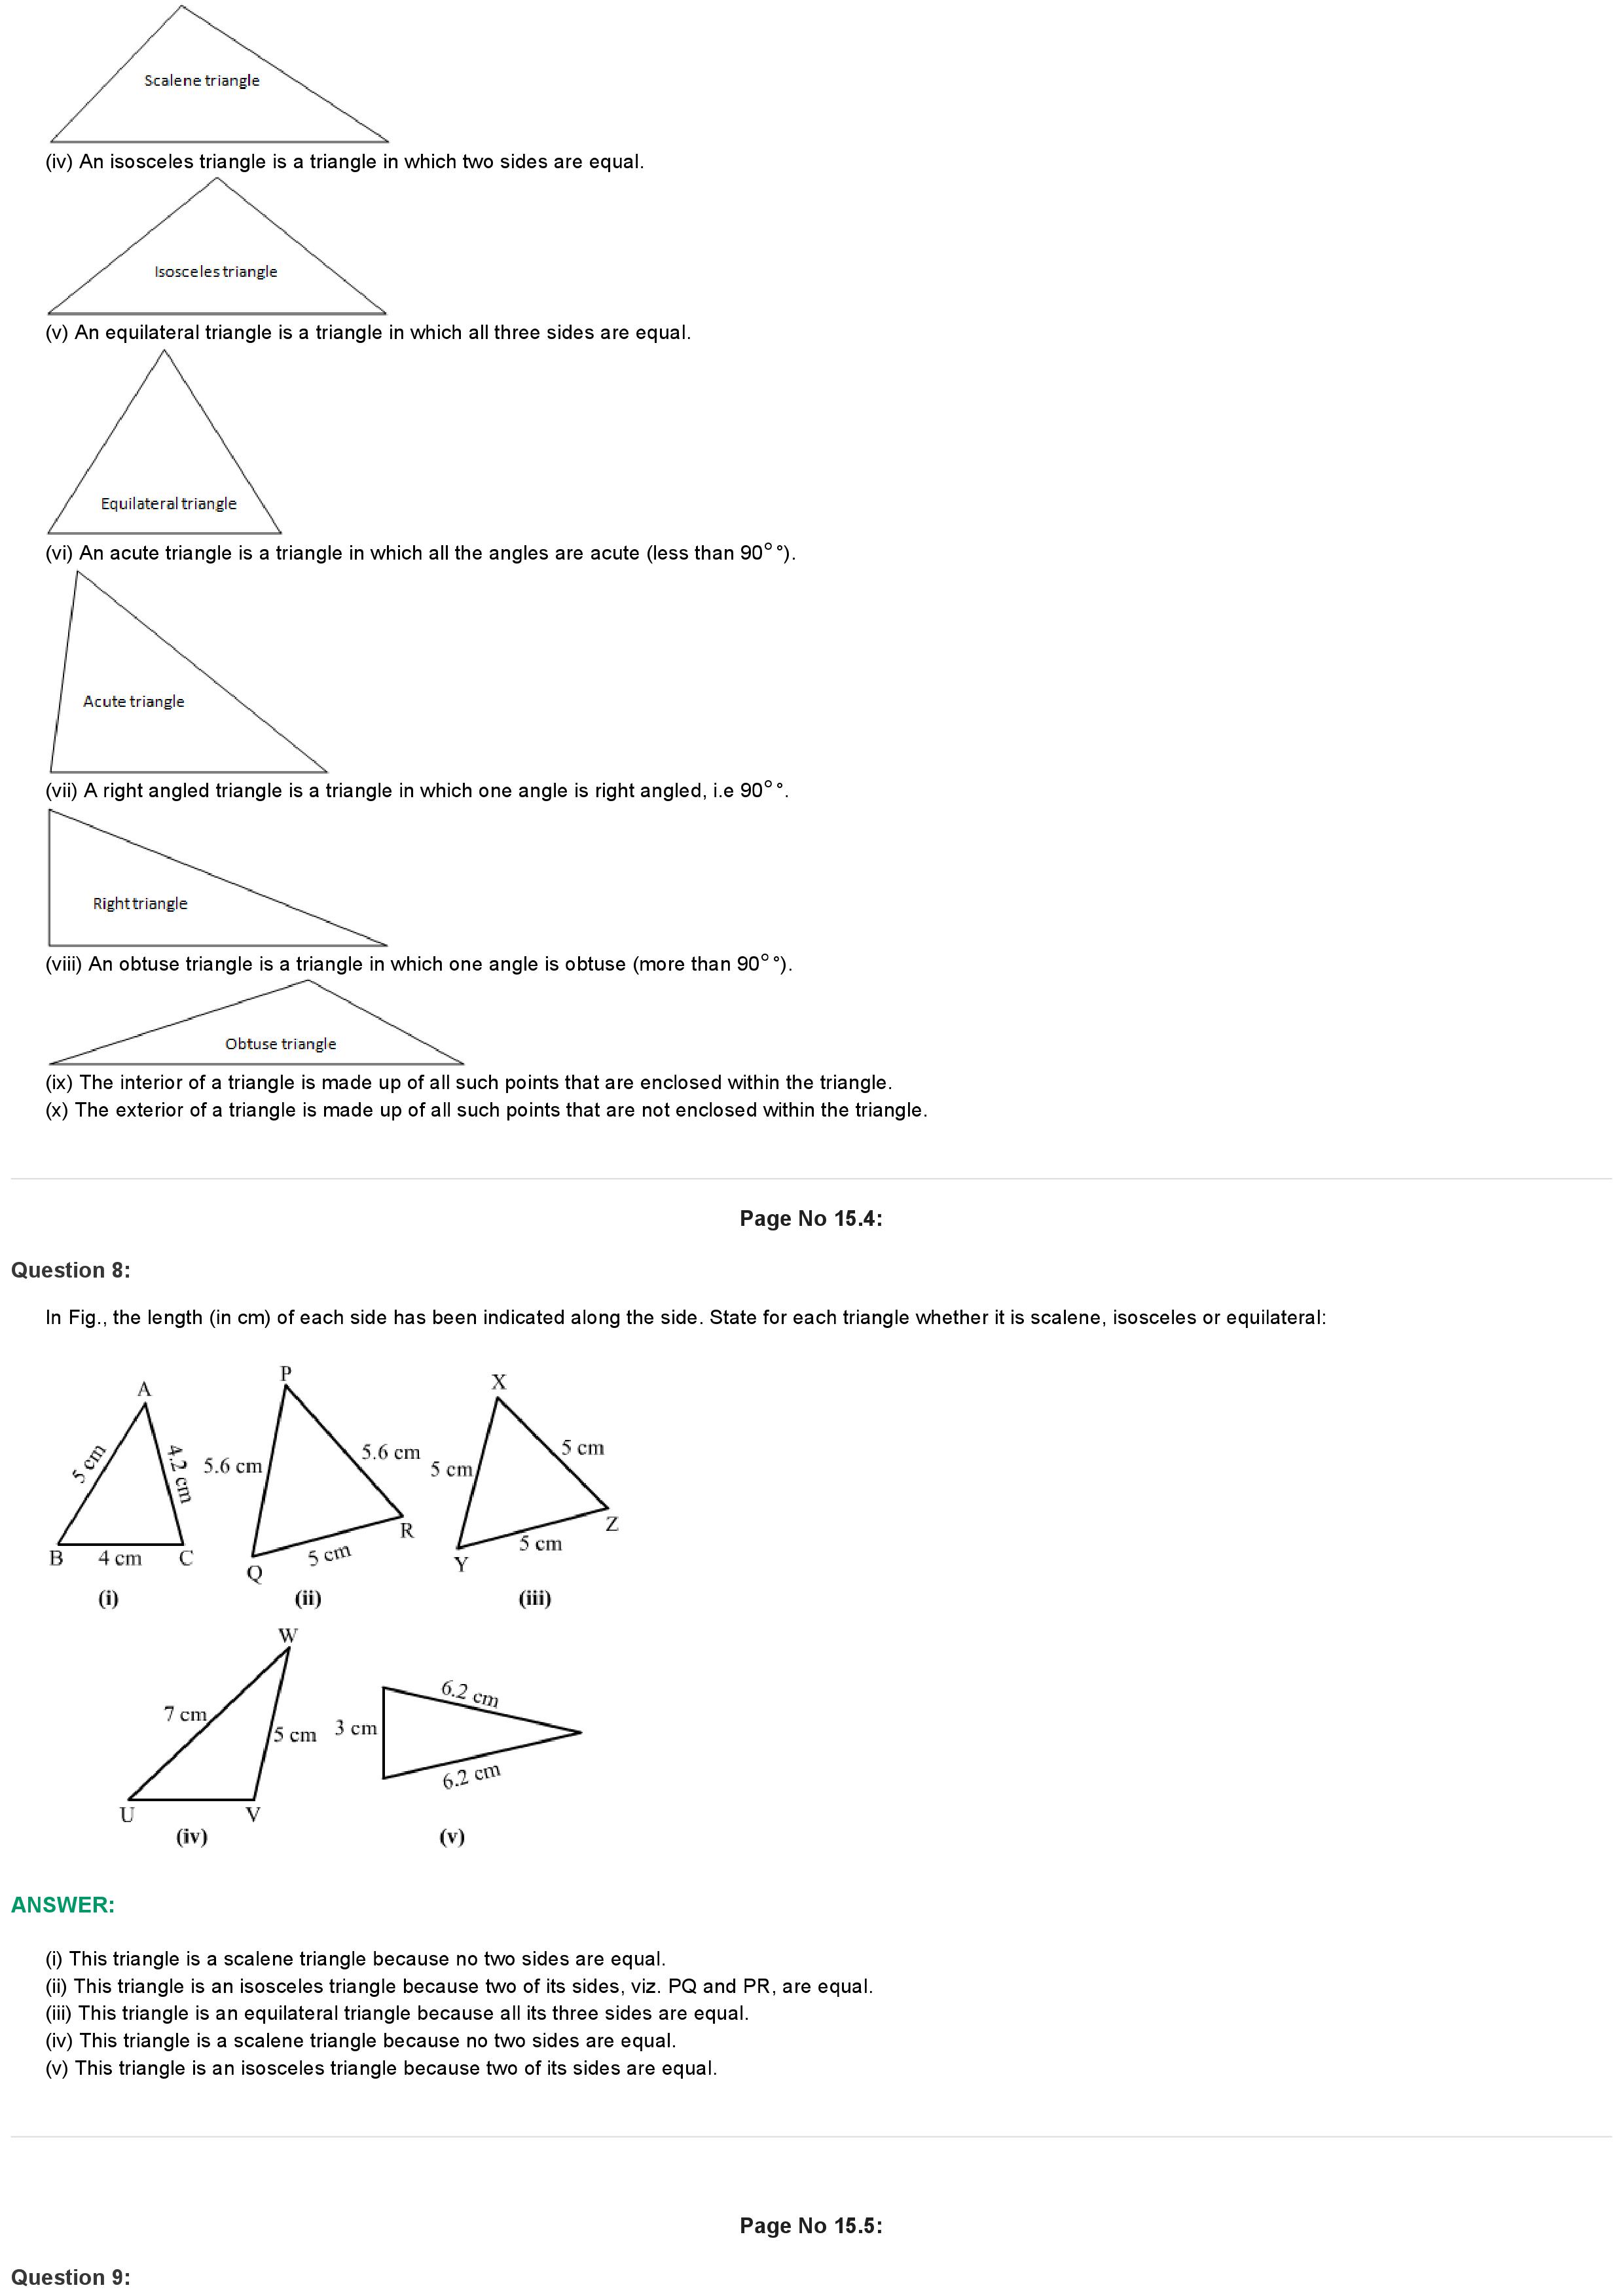 Scalene triangle
(iv) An isosceles triangle is a triangle in which two sides are equal.
Isosceles triangle
(v) An equilateral triangle is a triangle in which all three sides are equal.
Equilateral triangle
(vi) An acute triangle is a triangle in which all the angles are acute (less than 90° °).
Acute triangle
(vii) A right angled triangle is a triangle in which one angle is right angled, i.e 90° °.
Right triangle
(viii) An obtuse triangle is a triangle in which one angle is obtuse (more than 90° °).
Obtuse triangle
(ix) The interior of a triangle is made up of all such points that are enclosed within the triangle.
(x) The exterior of a triangle is made up of all such points that are not enclosed within the triangle.
Page No 15.4:
Question 8:
In Fig., the length (in cm) of each side has been indicated along the side. State for each triangle whether it is scalene, isosceles or equilateral:
A
5 cm
4.2 cm
B 4 cm C
(i)
P
5.6 cm
5.6 cm
R
5 cm
Q
(ii)
X
5 cm
5 cm
Z
5 cm
Y
(iii)
W
7 cm
5 cm
U V
(iv)
6.2 cm
3 cm
6.2 cm
(v)
ANSWER:
(i) This triangle is a scalene triangle because no two sides are equal.
(ii) This triangle is an isosceles triangle because two of its sides, viz. PQ and PR, are equal.
(iii) This triangle is an equilateral triangle because all its three sides are equal.
(iv) This triangle is a scalene triangle because no two sides are equal.
(v) This triangle is an isosceles triangle because two of its sides are equal.
Page No 15.5:
Question 9: